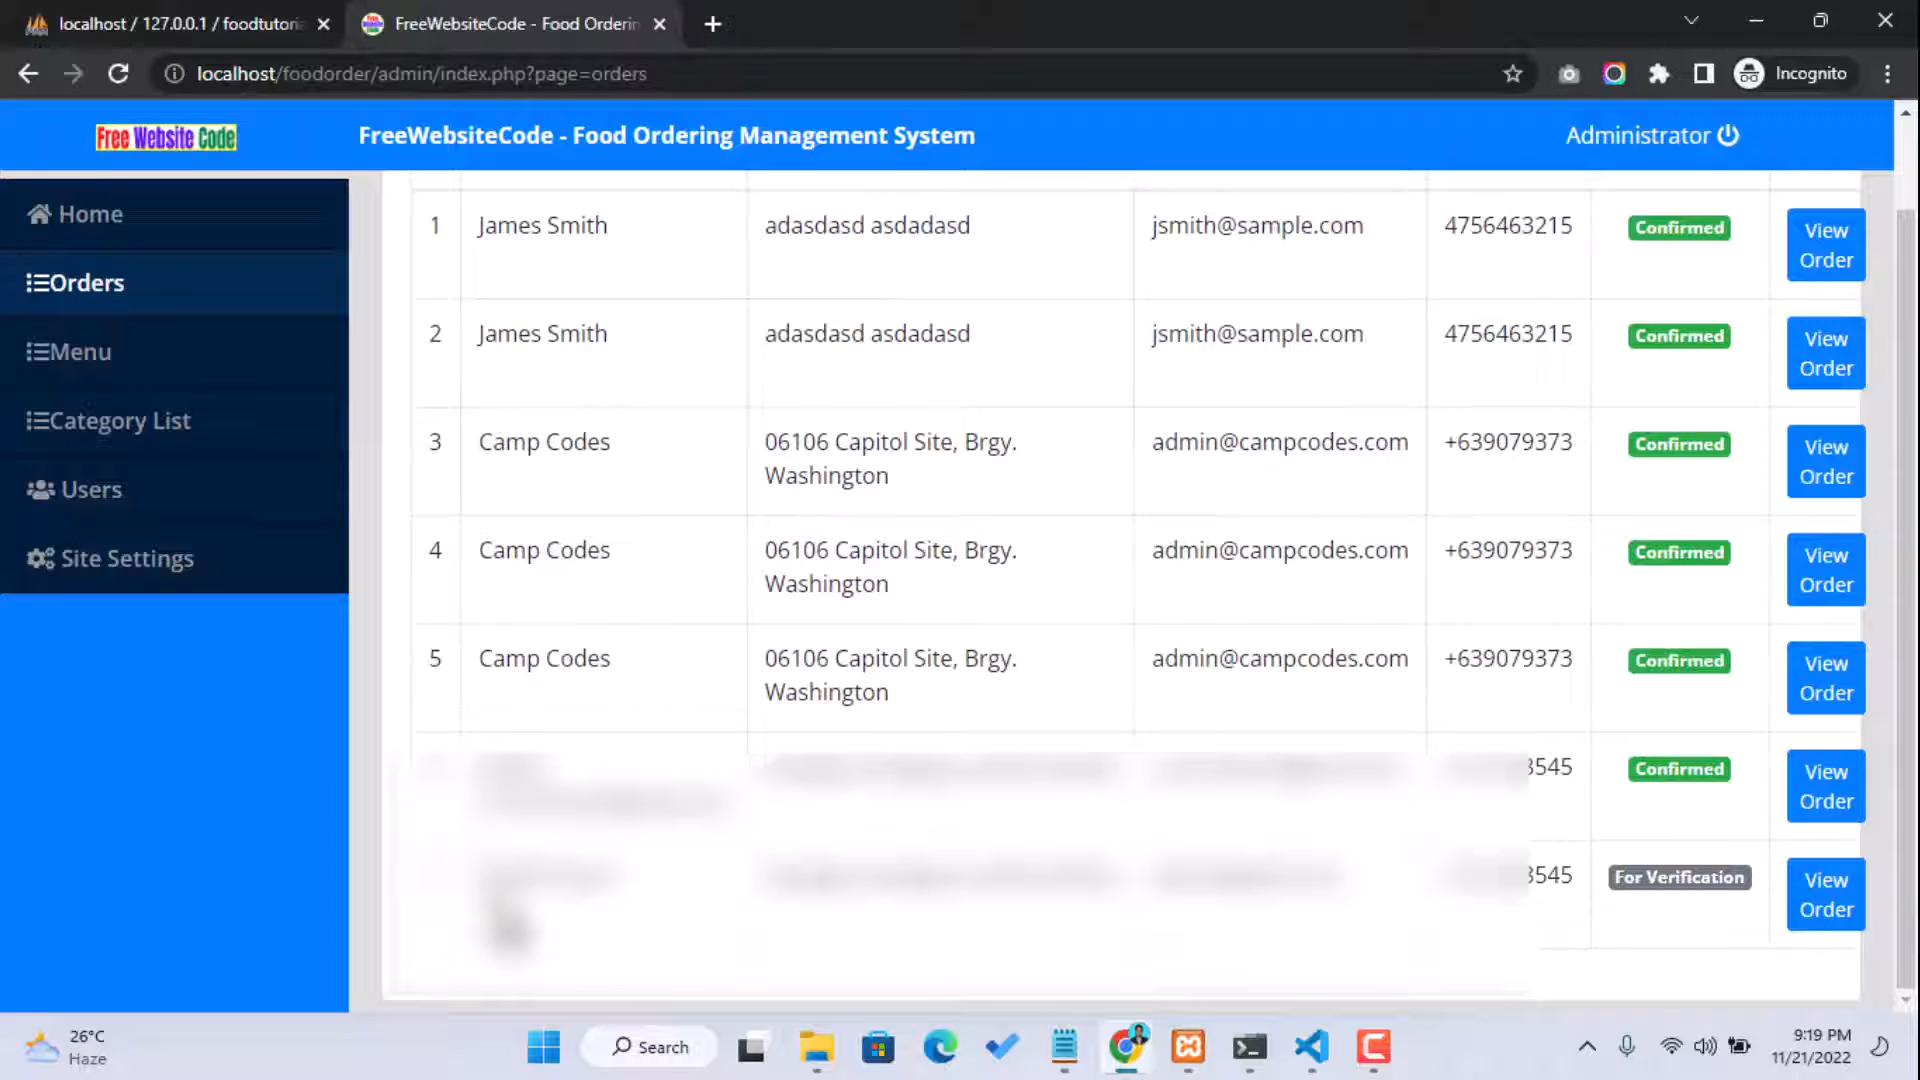 localhost / 127.0.0.1 / foodtutoria
FreeWebsiteCode - Food Orderin
localhost/foodorder/admin/index.php?page=orders
Incognito
Free Website Code
FreeWebsiteCode - Food Ordering Management System
Administrator
Home
Orders
Menu
Category List
Users
Site Settings
1 James Smith adasdasd asdadasd jsmith@sample.com 4756463215 Confirmed View
Order
2 James Smith adasdasd asdadasd jsmith@sample.com 4756463215 Confirmed View
Order
3 Camp Codes 06106 Capitol Site, Brgy. admin@campcodes.com +639079373 Confirmed View
Washington Order
4 Camp Codes 06106 Capitol Site, Brgy. admin@campcodes.com +639079373 Confirmed View
Washington Order
5 Camp Codes 06106 Capitol Site, Brgy. admin@campcodes.com +639079373 Confirmed View
Washington Order
3545 Confirmed View
Order
3545 For Verification View
Order
26°C
Haze
Search
9:19 PM
11/21/2022